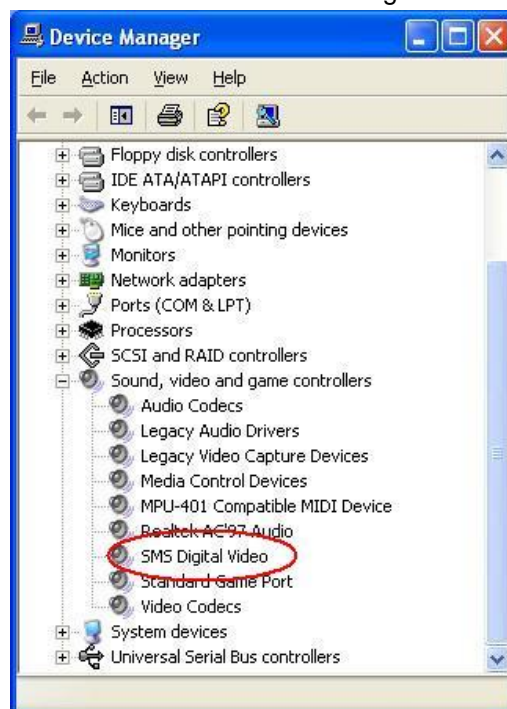 Device Manager
File Action View Help
Floppy disk controllers
IDE ATA/ATAPI controllers
Keyboards
Mice and other pointing devices
Monitors
Network adapters
Ports (COM & LPT)
Processors
SCSI and RAID controllers
Sound, video and game controllers
Audio Codecs
Legacy Audio Drivers
Legacy Video Capture Devices
Media Control Devices
MPU-401 Compatible MIDI Device
Realtek AC'97 Audio
SMS Digital Video
Standard Game Port
Video Codecs
System devices
Universal Serial Bus controllers